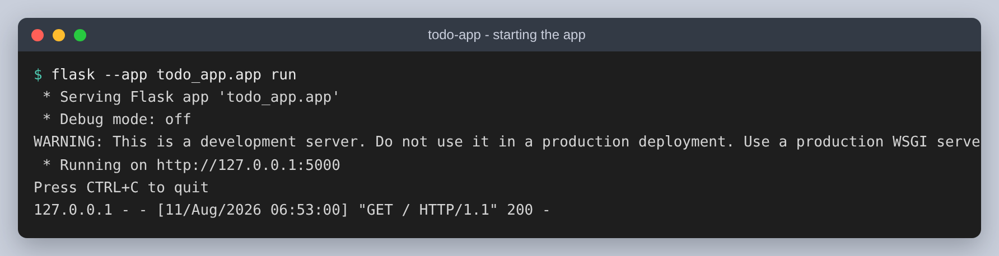 todo-app - starting the app
$ flask --app todo_app.app run
 * Serving Flask app 'todo_app.app'
 * Debug mode: off
WARNING: This is a development server. Do not use it in a production deployment. Use a production WSGI serve
 * Running on http://127.0.0.1:5000
Press CTRL+C to quit
127.0.0.1 - - [11/Aug/2026 06:53:00] "GET / HTTP/1.1" 200 -